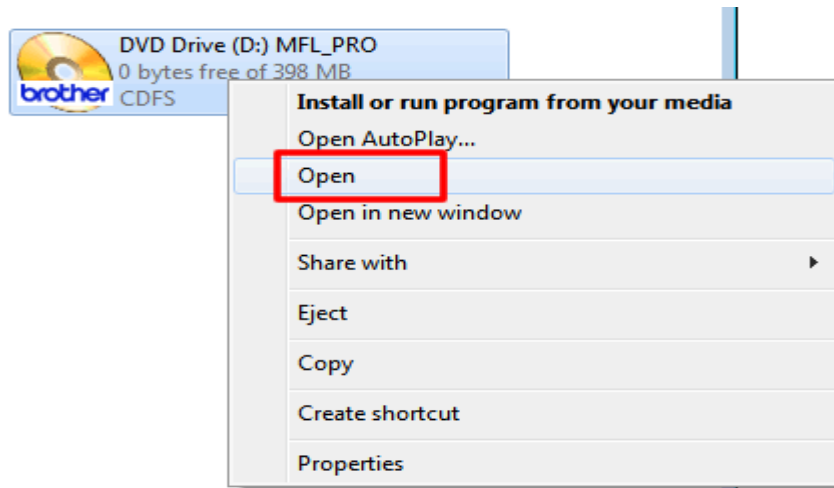 DVD Drive (D:) MFL_PRO
0 bytes free of 398 MB
brother CDFS
Install or run program from your media
Open AutoPlay...
Open
Open in new window
Share with
Eject
Copy
Create shortcut
Properties